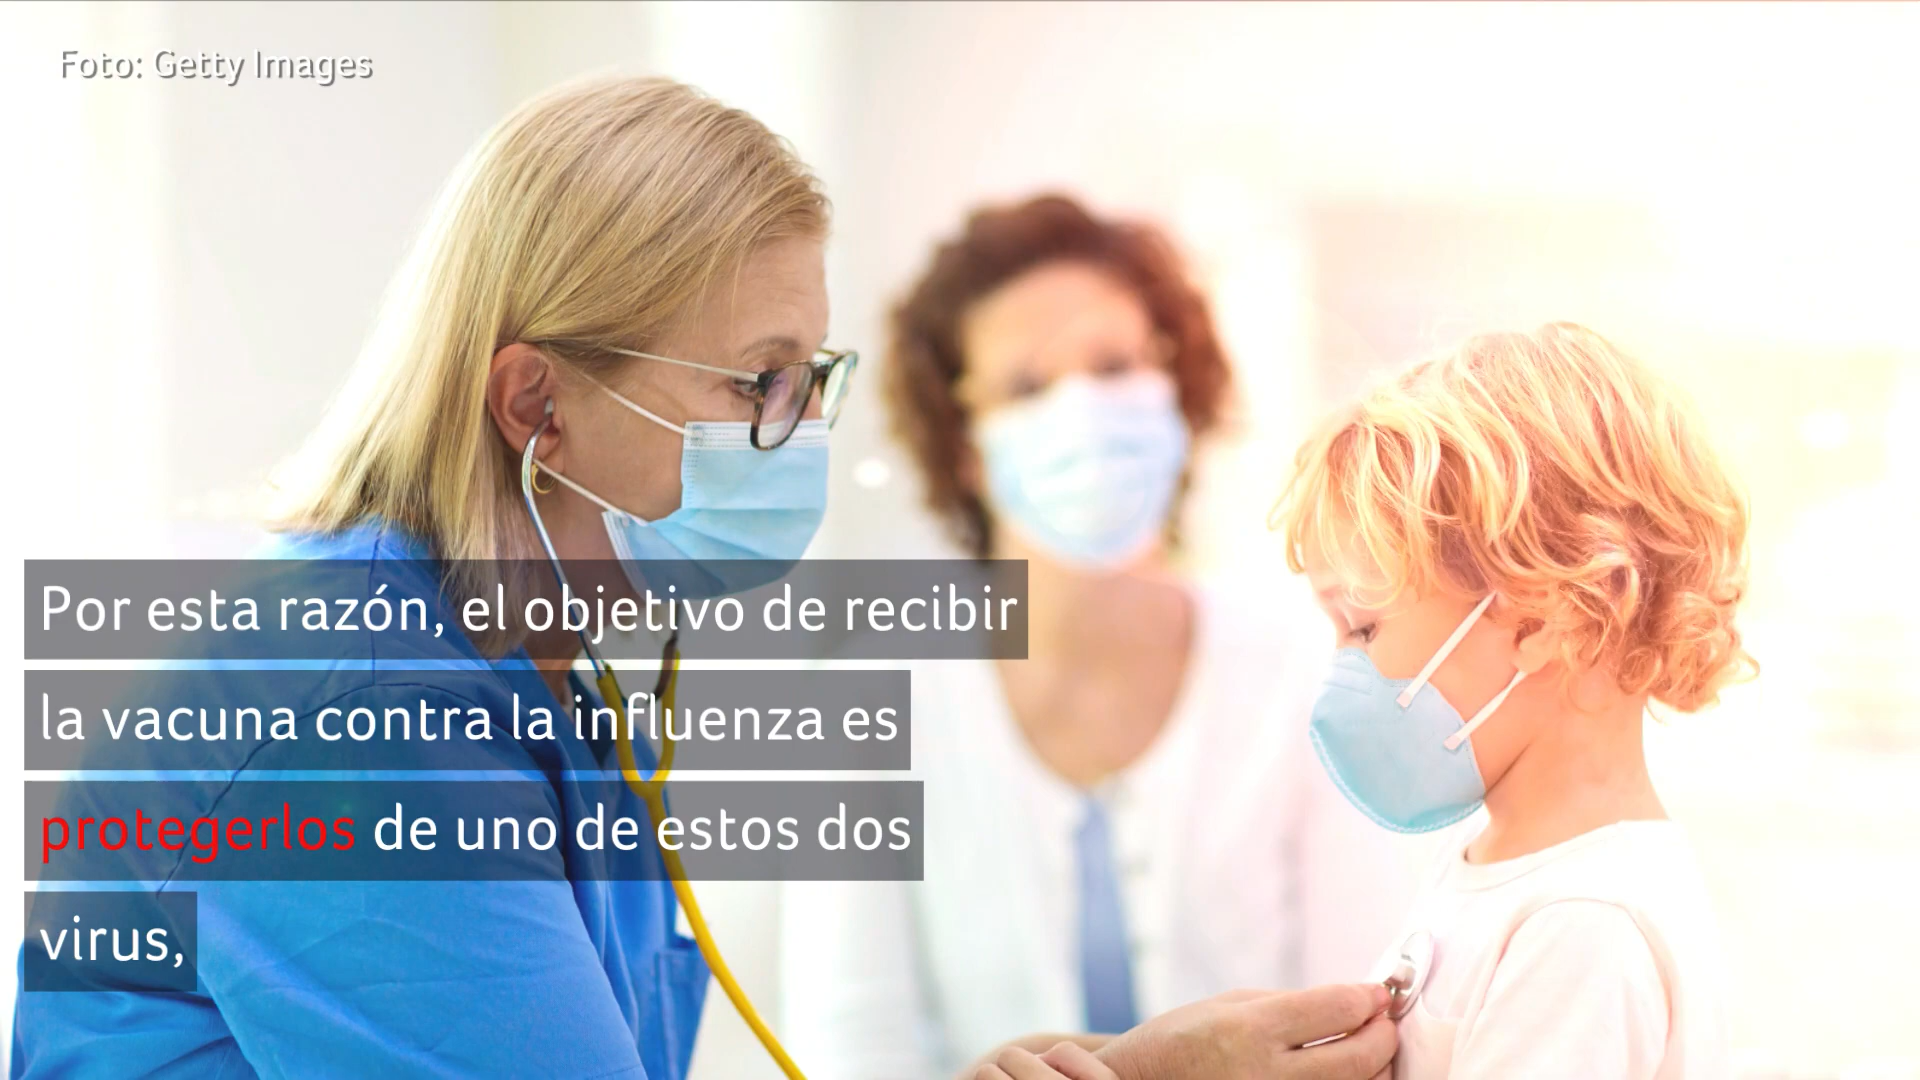 Foto: Getty Images
Por esta razón, el objetivo de recibir
la vacuna contra la influenza es
protegerlos de uno de estos dos
virus,